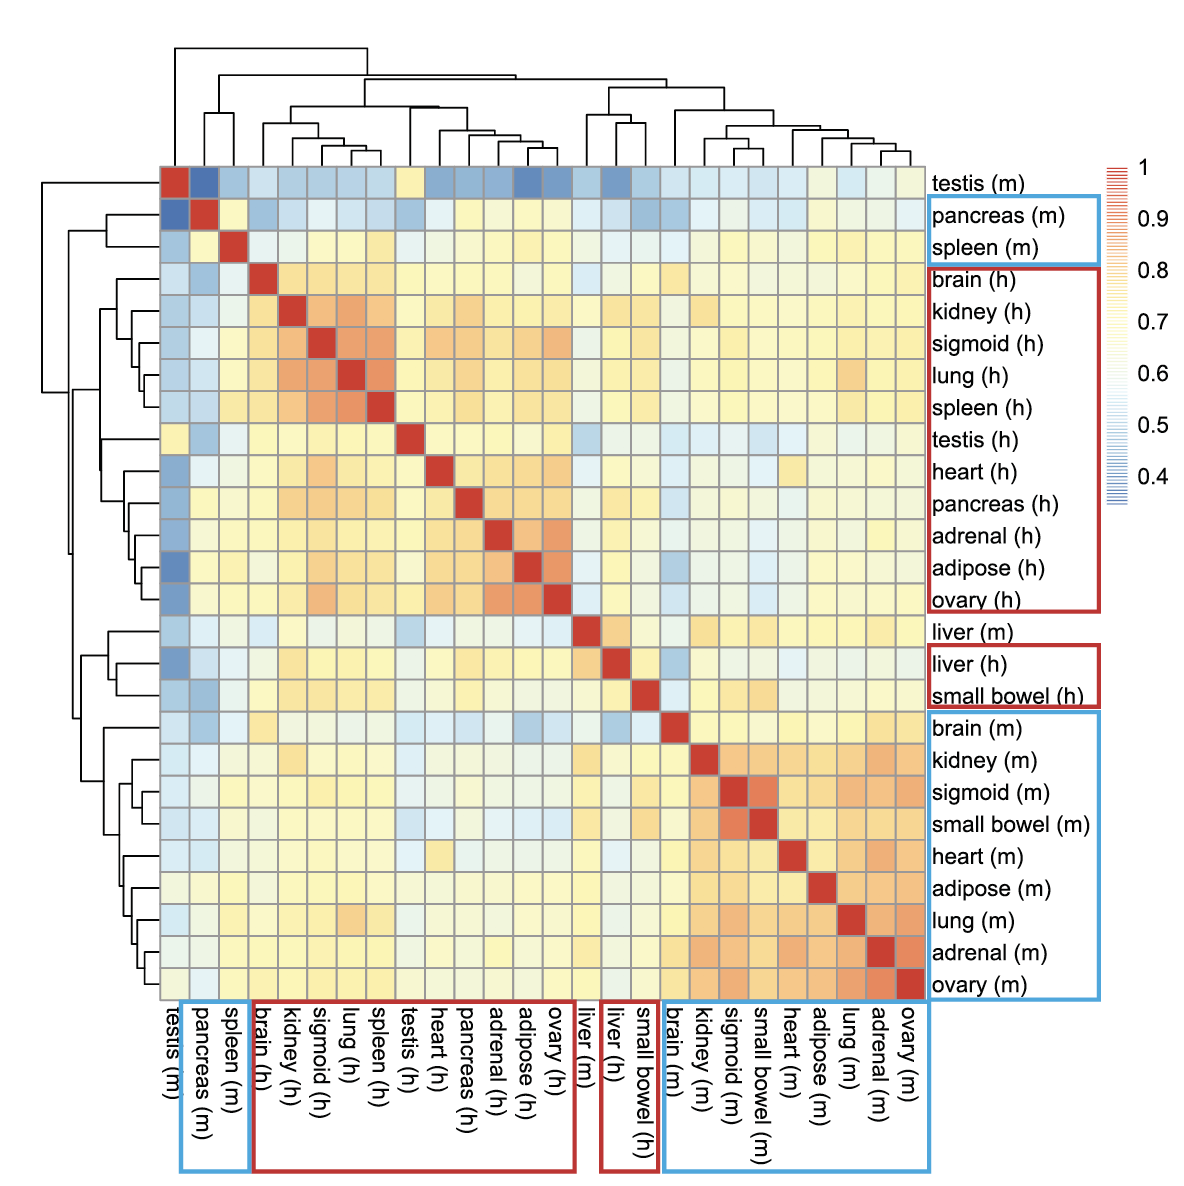 testis (m)
pancreas (m)
spleen (m)
brain (h)
kidney (h)
sigmoid (h)
lung (h)
spleen (h)
testis (h)
heart (h)
pancreas (h)
adrenal (h)
adipose (h)
ovary (h)
liver (m)
liver (h)
small bowel (h)
brain (m)
kidney (m)
sigmoid (m)
small bowel (m)
heart (m)
adipose (m)
lung (m)
adrenal (m)
ovary (m)
1
0.9
0.8
0.7
0.6
0.5
0.4
testis (m)
pancreas (m)
spleen (m)
brain (h)
kidney (h)
sigmoid (h)
lung (h)
spleen (h)
testis (h)
heart (h)
pancreas (h)
adrenal (h)
adipose (h)
ovary (h)
liver (m)
liver (h)
small bowel (h)
brain (m)
kidney (m)
sigmoid (m)
small bowel (m)
heart (m)
adipose (m)
lung (m)
adrenal (m)
ovary (m)